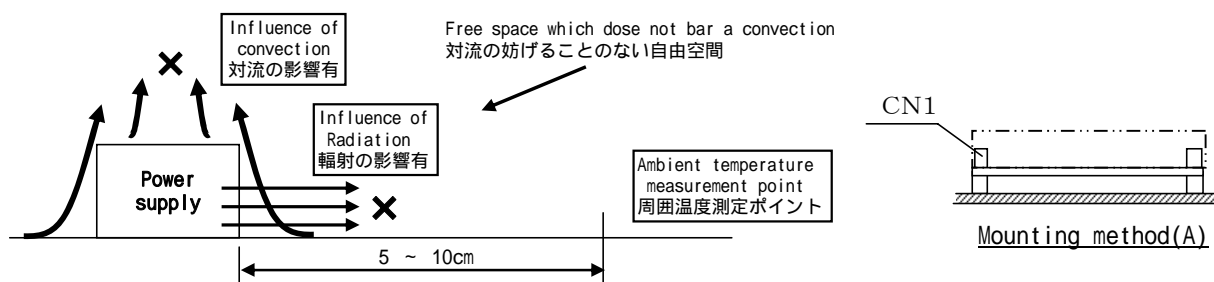 Influence of
convection
対流の影響有
Free space which dose not bar a convection
対流の妨げることのない自由空間
Influence of
Radiation
輻射の影響有
Power
supply
Ambient temperature
measurement point
周囲温度測定ポイント
5 ~ 10cm
CN1
Mounting method(A)